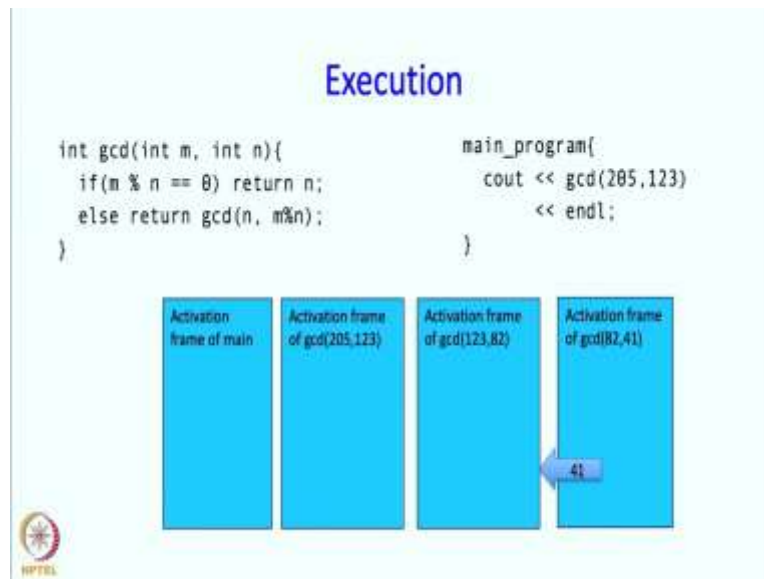 Execution
int gcd(int m, int n){
if(m % n == 0) return n;
else return gcd(n, m%n);
}
main_program{
cout << gcd(205,123)
<< endl;
}
Activation
frame of main
Activation frame
of gcd(205,123)
Activation frame
of gcd(123,82)
Activation frame
of gcd(82,41)
41
NPTEL